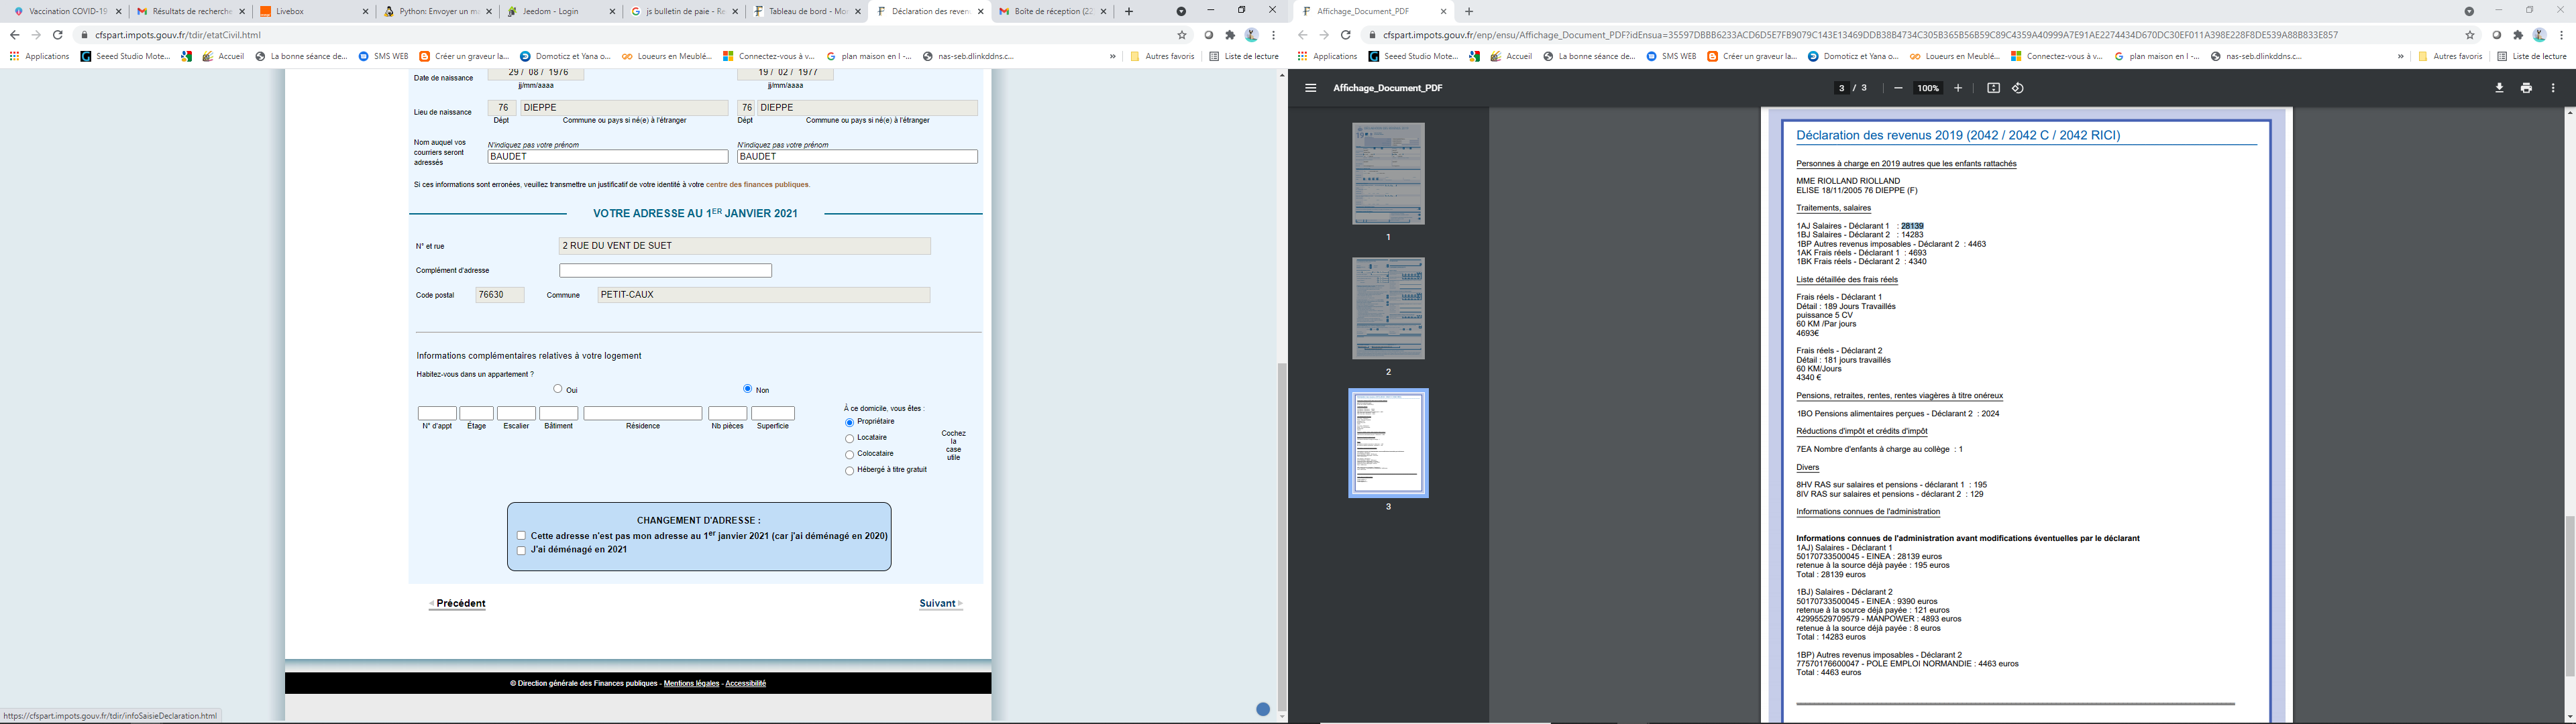 Vaccination COVID-19
Résultats de recherche
Livebox
Python: Envoyer un ma
Jeedom - Login
js bulletin de paie - Re
Tableau de bord - Mor
Déclaration des reven
Boîte de réception (22
cfspart.impots.gouv.fr/tdir/etatCivil.html
Applications
Seeed Studio Mote...
Accueil
La bonne séance de...
SMS WEB
Créer un graveur la...
Domoticz et Yana o...
Loueurs en Meublé...
Connectez-vous à v...
plan maison en l -...
nas-seb.dlinkddns.c...
Autres favoris
Liste de lecture
Date de naissance
29 / 08 / 1976
19 / 02 / 1977
jj/mm/aaaa
jj/mm/aaaa
Lieu de naissance
76 DIEPPE
76 DIEPPE
Dépt
Commune ou pays si né(e) à l'étranger
Dépt
Commune ou pays si né(e) à l'étranger
Nom auquel vos
courriers seront
adressés
N'indiquez pas votre prénom
N'indiquez pas votre prénom
BAUDET
BAUDET
Si ces informations sont erronées, veuillez transmettre un justificatif de votre identité à votre centre des finances publiques.
VOTRE ADRESSE AU 1ER JANVIER 2021
N° et rue
2 RUE DU VENT DE SUET
Complément d'adresse
Code postal
76630
Commune
PETIT-CAUX
Informations complémentaires relatives à votre logement
Habitez-vous dans un appartement ?
Oui
Non
N° d'appt
Étage
Escalier
Bâtiment
Résidence
Nb pièces
Superficie
À ce domicile, vous êtes :
Propriétaire
Locataire
Colocataire
Hébergé à titre gratuit
Cochez
la
case
utile
CHANGEMENT D'ADRESSE :
Cette adresse n'est pas mon adresse au 1er janvier 2021 (car j'ai déménagé en 2020)
J'ai déménagé en 2021
Précédent
Suivant
© Direction générale des Finances publiques - Mentions légales - Accessibilité
https://cfspart.impots.gouv.fr/tdir/infoSaisieDeclaration.html
Affichage_Document_PDF
cfspart.impots.gouv.fr/enp/ensu/Affichage_Document_PDF?idEnsua=35597DBBB6233ACD6D5E7FB9079C143E13469DDB38B4734C305B365B56B59C89C4359A40999A7E91AE2274434D670DC30EF011A398E228F8DE539A88B833E857
Applications
Seeed Studio Mote...
Accueil
La bonne séance de...
SMS WEB
Créer un graveur la...
Domoticz et Yana o...
Loueurs en Meublé...
Connectez-vous à v...
plan maison en l -...
nas-seb.dlinkddns.c...
Autres favoris
Liste de lecture
Affichage_Document_PDF
3 / 3
100%
1
2
3
Déclaration des revenus 2019 (2042 / 2042 C / 2042 RICI)
Personnes à charge en 2019 autres que les enfants rattachés
MME RIOLLAND RIOLLAND
ELISE 18/11/2005 76 DIEPPE (F)
Traitements, salaires
1AJ Salaires - Déclarant 1 : 28139
1BJ Salaires - Déclarant 2 : 14283
1BP Autres revenus imposables - Déclarant 2 : 4463
1AK Frais réels - Déclarant 1 : 4693
1BK Frais réels - Déclarant 2 : 4340
Liste détaillée des frais réels
Frais réels - Déclarant 1
Détail : 189 Jours Travaillés
puissance 5 CV
60 KM /Par jours
4693€
Frais réels - Déclarant 2
Détail : 181 jours travaillés
60 KM/Jours
4340 €
Pensions, retraites, rentes, rentes viagères à titre onéreux
1BO Pensions alimentaires perçues - Déclarant 2 : 2024
Réductions d'impôt et crédits d'impôt
7EA Nombre d'enfants à charge au collège : 1
Divers
8HV RAS sur salaires et pensions - déclarant 1 : 195
8IV RAS sur salaires et pensions - déclarant 2 : 129
Informations connues de l'administration
Informations connues de l'administration avant modifications éventuelles par le déclarant
1AJ) Salaires - Déclarant 1
50170733500045 - EINEA : 28139 euros
retenue à la source déjà payée : 195 euros
Total : 28139 euros
1BJ) Salaires - Déclarant 2
50170733500045 - EINEA : 9390 euros
retenue à la source déjà payée : 121 euros
42995529709579 - MANPOWER : 4893 euros
retenue à la source déjà payée : 8 euros
Total : 14283 euros
1BP) Autres revenus imposables - Déclarant 2
77570176600047 - POLE EMPLOI NORMANDIE : 4463 euros
Total : 4463 euros